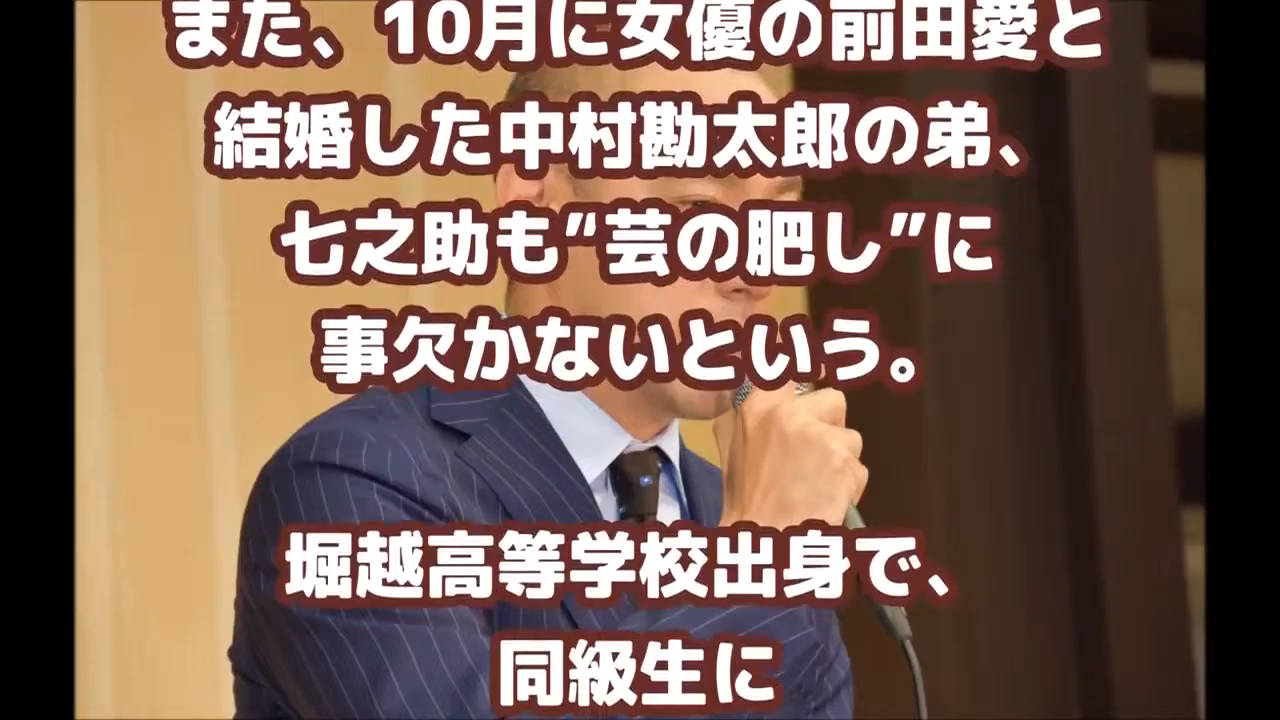 また、10月に女優の前田愛と
結婚した中村勘太郎の弟、
七之助も“芸の肥し”に
事欠かないという。
堀越高等学校出身で、
同級生に